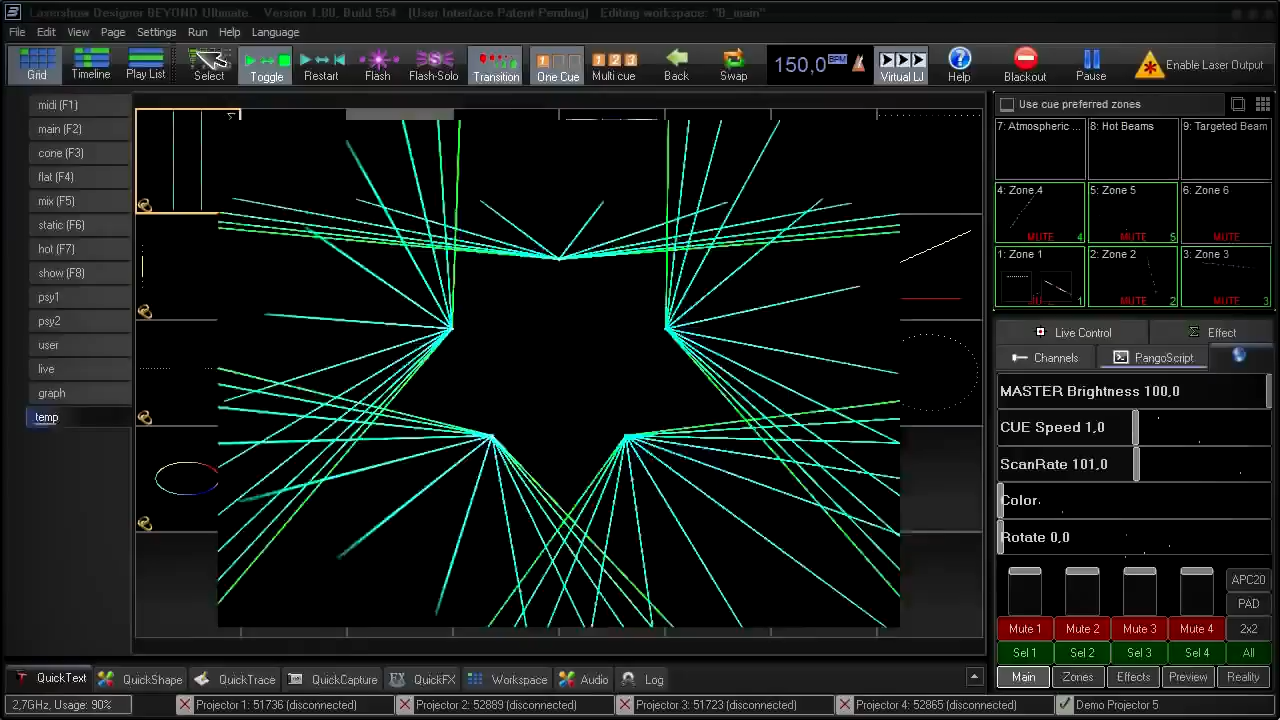 Lasershow Designer BEYOND Ultimate. Version 1.80, Build 554 [User Interface Patent Pending] Editing workspace: "B_main"
File Edit View Page Settings Run Help Language
Grid Timeline Play List Select Toggle Restart Flash Flash-Solo Transition One Cue Multi cue Back Swap 150,0 BPM Virtual LJ Help Blackout Pause Enable Laser Output
midi (F1)
main (F2)
cone (F3)
flat (F4)
mix (F5)
static (F6)
hot (F7)
show (F8)
psy1
psy2
user
live
graph
temp
Use cue preferred zones
7: Atmospheric ... 8: Hot Beams 9: Targeted Beam
4: Zone 4 5: Zone 5 6: Zone 6
MUTE 4 MUTE 5 MUTE
1: Zone 1 2: Zone 2 3: Zone 3
1 MUTE 2 MUTE 3
Live Control Effect
Channels PangoScript
MASTER Brightness 100,0
CUE Speed 1,0
ScanRate 101,0
Color
Rotate 0,0
APC20
PAD
Mute 1 Mute 2 Mute 3 Mute 4 2x2
Sel 1 Sel 2 Sel 3 Sel 4 All
Main Zones Effects Preview Reality
QuickText QuickShape QuickTrace QuickCapture FX QuickFX Workspace Audio Log
2,7GHz, Usage: 90% Projector 1: 51736 (disconnected) Projector 2: 52889 (disconnected) Projector 3: 51723 (disconnected) Projector 4: 52865 (disconnected) Demo Projector 5